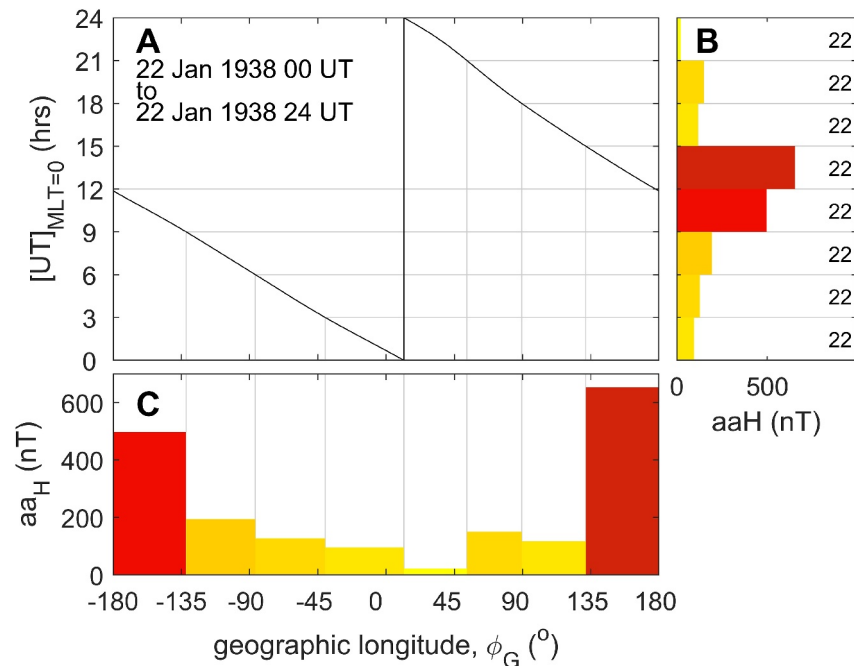 A
22 Jan 1938 00 UT
to
22 Jan 1938 24 UT
24
21
18
15
12
9
6
3
0
[UT]MLT=0 (hrs)
B
22
22
22
22
22
22
22
22
0 500
aaH (nT)
C
600
400
200
0
aaH (nT)
-180 -135 -90 -45 0 45 90 135 180
geographic longitude, ϕG (o)